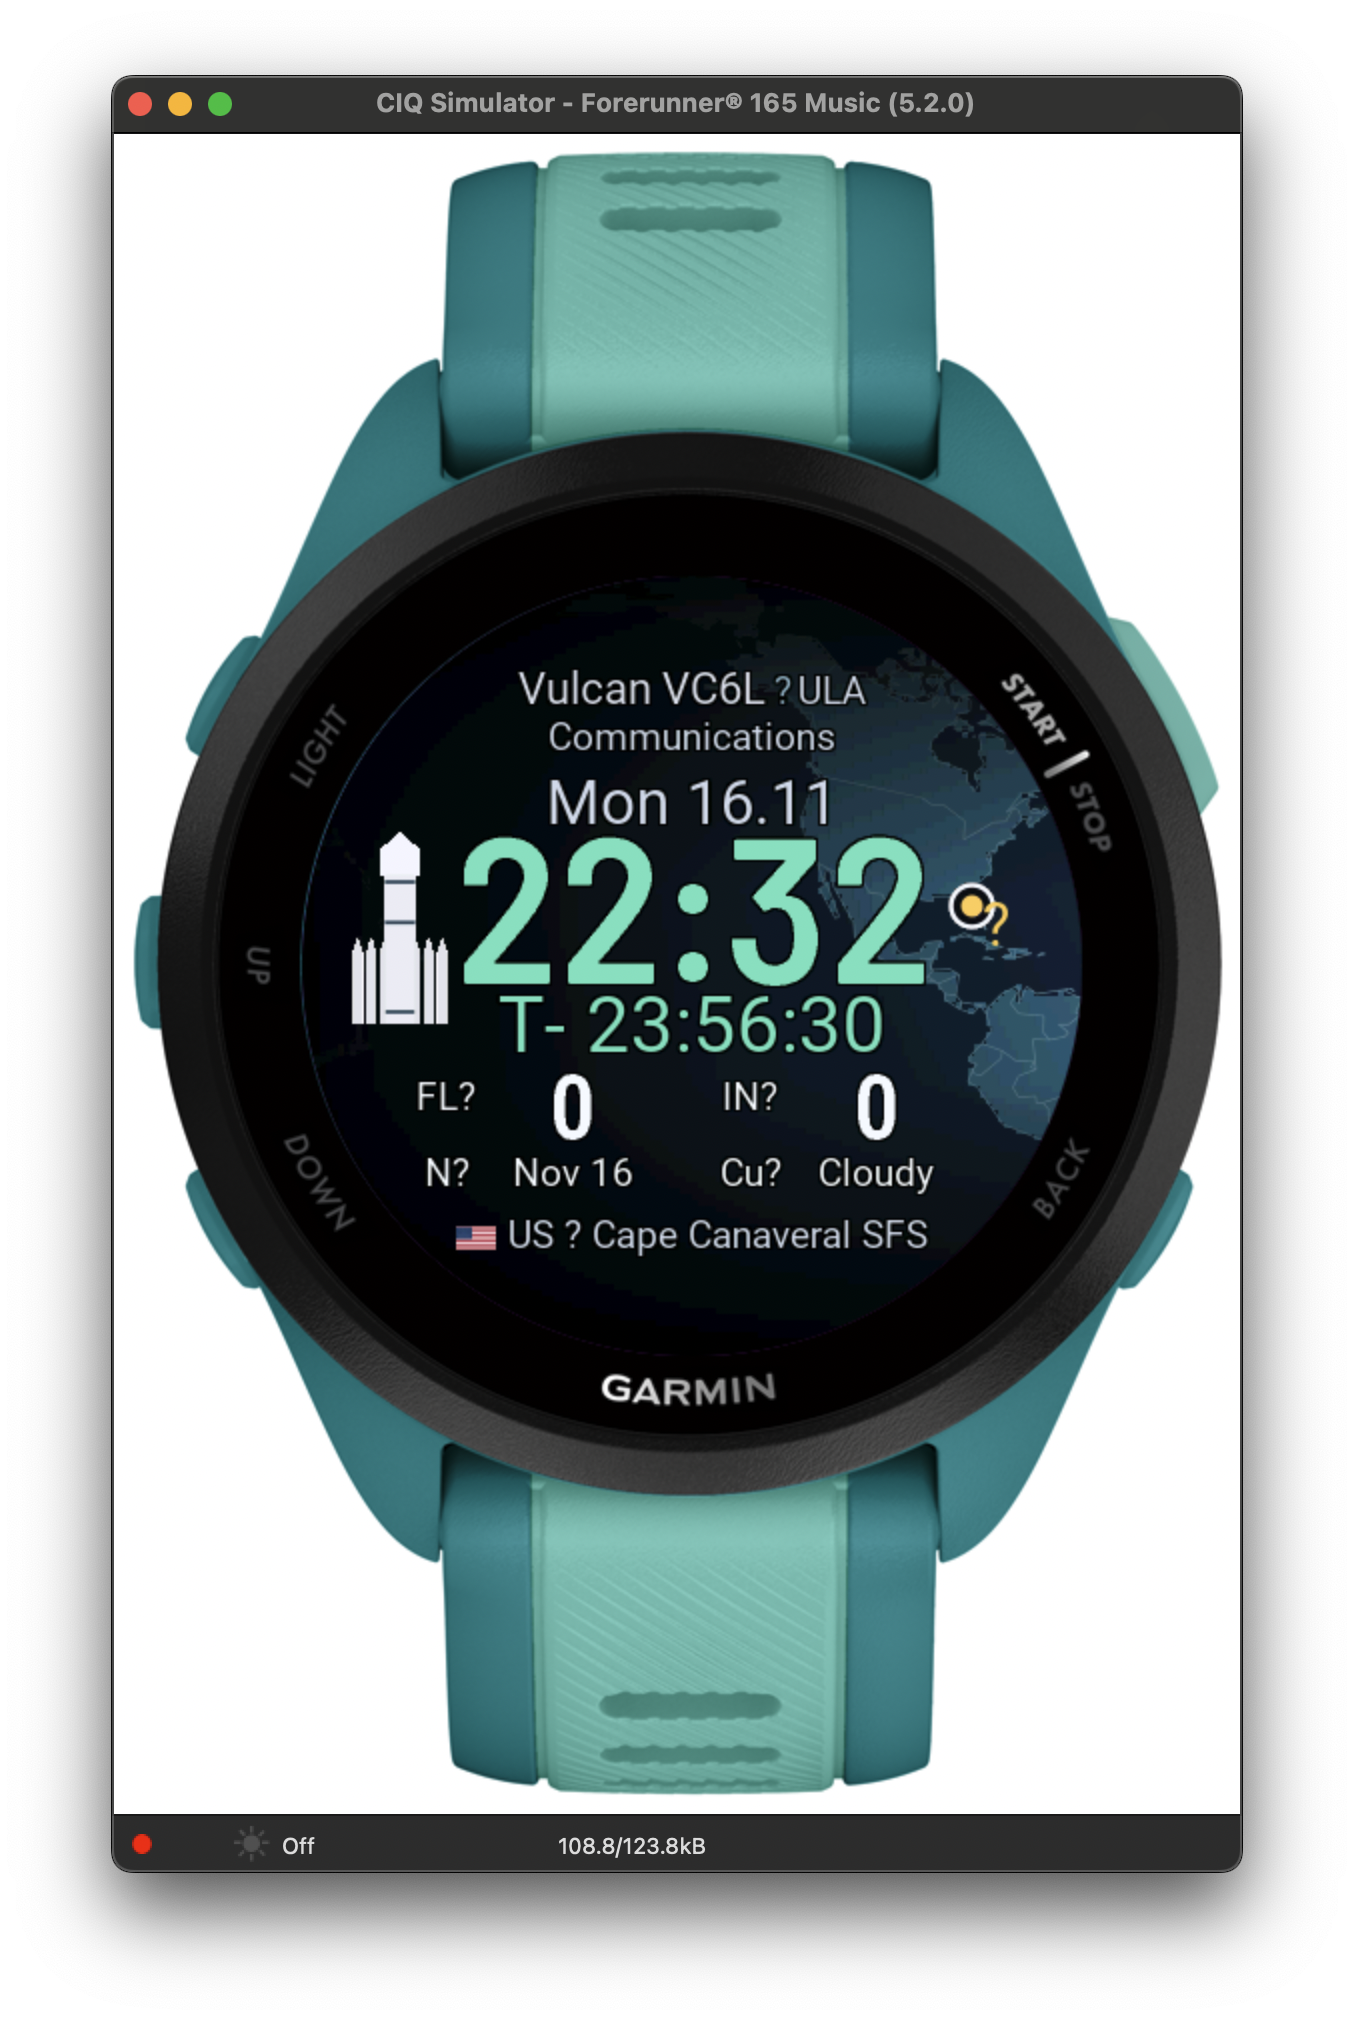 CIQ Simulator - Forerunner® 165 Music (5.2.0)
LIGHT
START
STOP
UP
DOWN
BACK
Vulcan VC6L ? ULA
Communications
Mon 16.11
22:32
?
T- 23:56:30
FL? 0 IN? 0
N? Nov 16 Cu? Cloudy
US ? Cape Canaveral SFS
GARMIN
Off 108.8/123.8kB